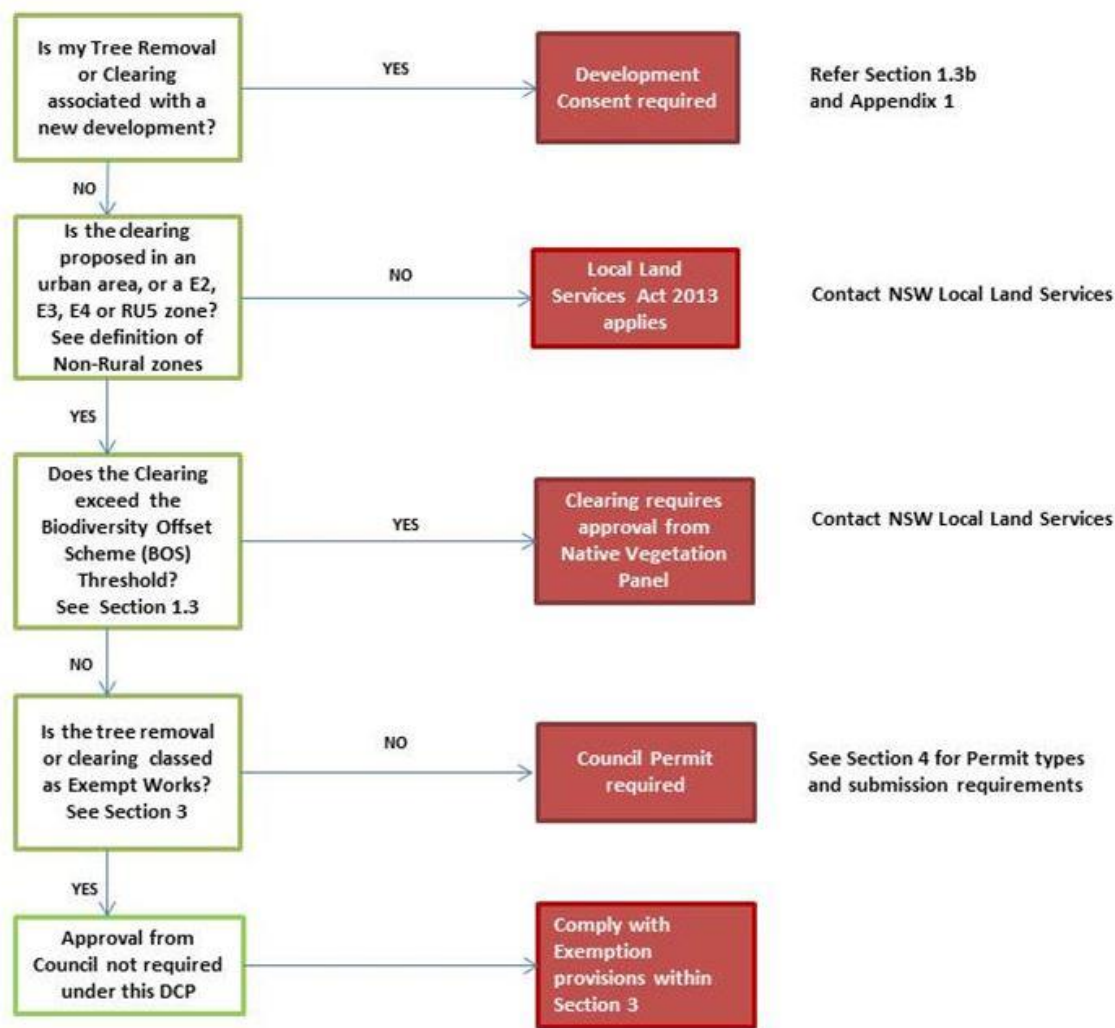 Is my Tree Removal
or Clearing
associated with a
new development?
YES
Development
Consent required
Refer Section 1.3b
and Appendix 1
NO
Is the clearing
proposed in an
urban area, or a E2,
E3, E4 or RU5 zone?
See definition of
Non-Rural zones
NO
Local Land
Services Act 2013
applies
Contact NSW Local Land Services
YES
Does the Clearing
exceed the
Biodiversity Offset
Scheme (BOS)
Threshold?
See Section 1.3
YES
Clearing requires
approval from
Native Vegetation
Panel
Contact NSW Local Land Services
NO
Is the tree removal
or clearing classed
as Exempt Works?
See Section 3
NO
Council Permit
required
See Section 4 for Permit types
and submission requirements
YES
Approval from
Council not required
under this DCP
Comply with
Exemption
provisions within
Section 3